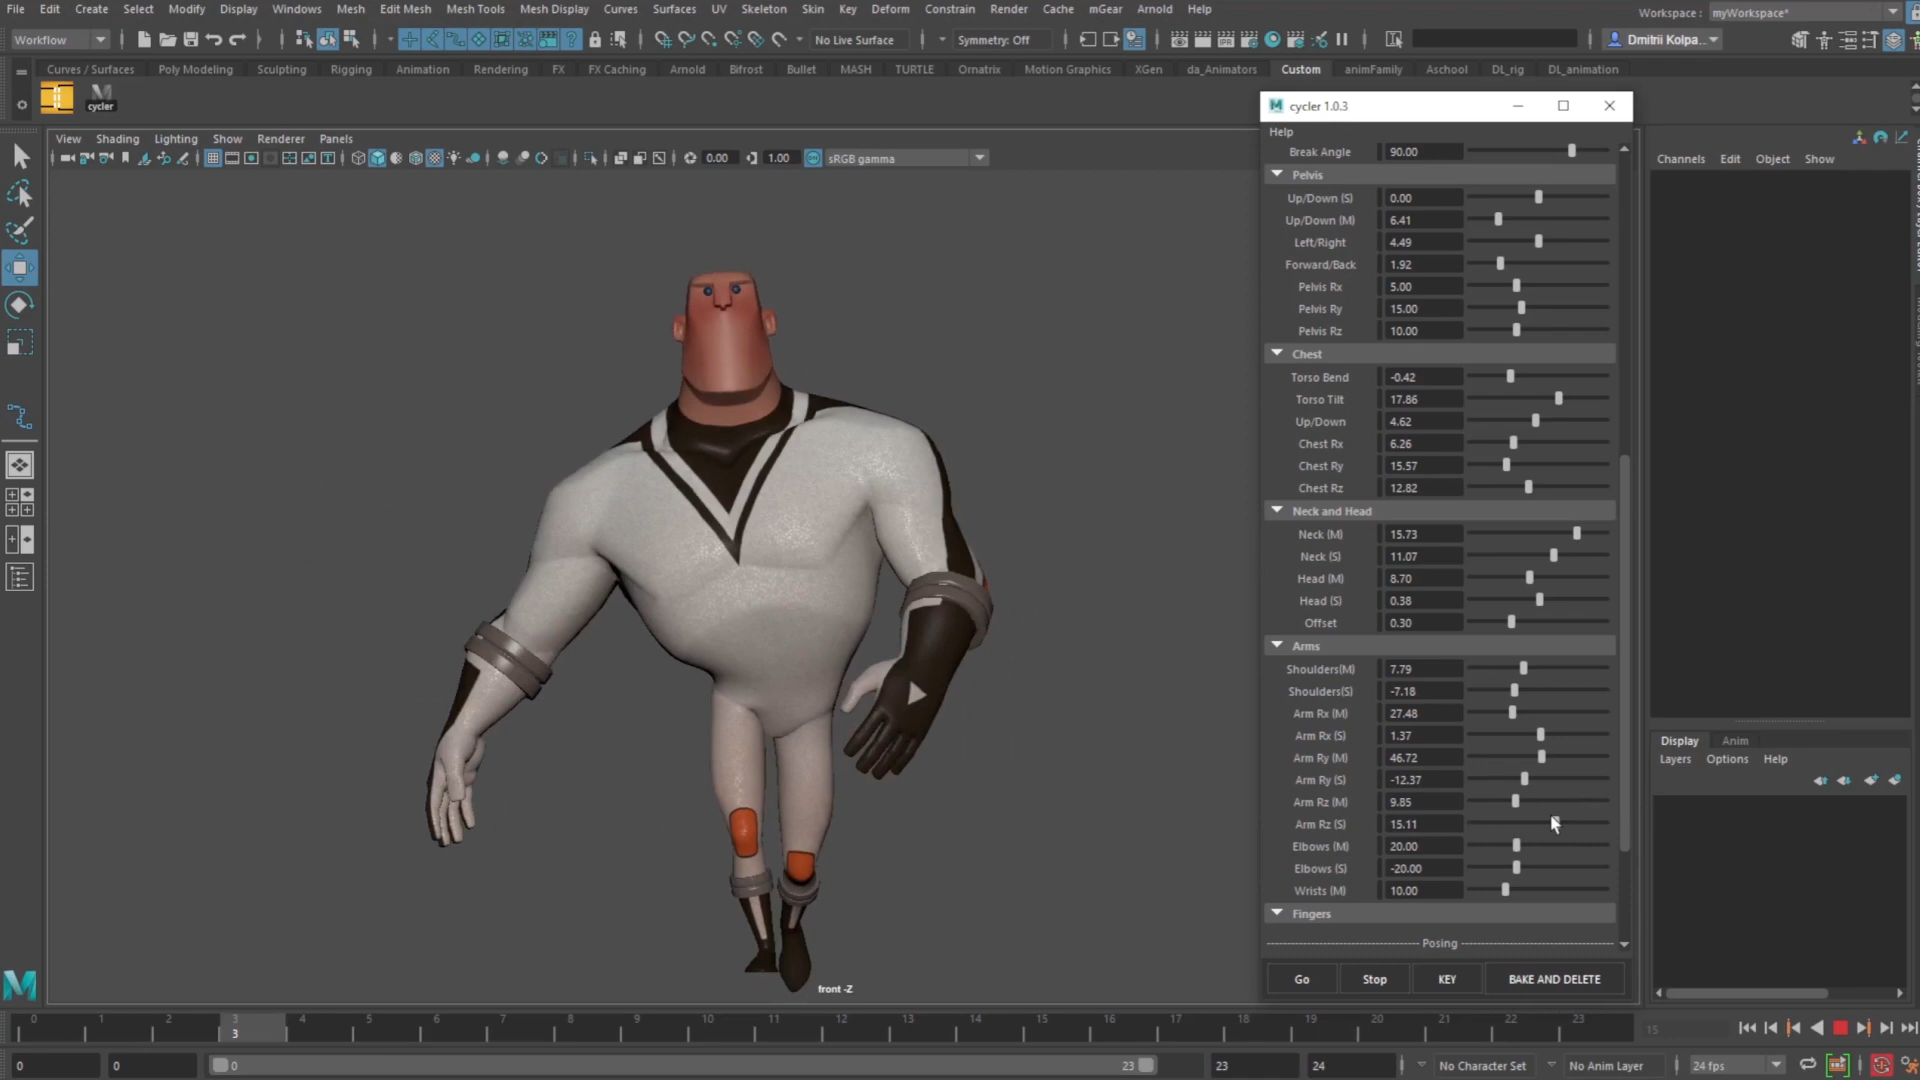 File Edit Create Select Modify Display Windows Mesh Edit Mesh Mesh Tools Mesh Display Curves Surfaces UV Skeleton Skin Key Deform Constrain Render Cache mGear Arnold Help
Workspace : myWorkspace*
Workflow
No Live Surface
Symmetry: Off
Dmitrii Kolpa...
Curves / Surfaces Poly Modeling Sculpting Rigging Animation Rendering FX FX Caching Arnold Bifrost Bullet MASH TURTLE Ornatrix Motion Graphics XGen da_Animators Custom animFamily Aschool DL_rig DL_animation
cycler
View Shading Lighting Show Renderer Panels
0.00 1.00 sRGB gamma
front -Z
cycler 1.0.3
Help
Break Angle 90.00
Pelvis
Up/Down (S) 0.00
Up/Down (M) 6.41
Left/Right 4.49
Forward/Back 1.92
Pelvis Rx 5.00
Pelvis Ry 15.00
Pelvis Rz 10.00
Chest
Torso Bend -0.42
Torso Tilt 17.86
Up/Down 4.62
Chest Rx 6.26
Chest Ry 15.57
Chest Rz 12.82
Neck and Head
Neck (M) 15.73
Neck (S) 11.07
Head (M) 8.70
Head (S) 0.38
Offset 0.30
Arms
Shoulders(M) 7.79
Shoulders(S) -7.18
Arm Rx (M) 27.48
Arm Rx (S) 1.37
Arm Ry (M) 46.72
Arm Ry (S) -12.37
Arm Rz (M) 9.85
Arm Rz (S) 15.11
Elbows (M) 20.00
Elbows (S) -20.00
Wrists (M) 10.00
Fingers
Posing
Go Stop KEY BAKE AND DELETE
Channels Edit Object Show
Display Anim
Layers Options Help
0 1 2 3 4 5 6 7 8 9 10 11 12 13 14 15 16 17 18 19 20 21 22 23
3
15
0 0 0 23 23 24 No Character Set No Anim Layer 24 fps